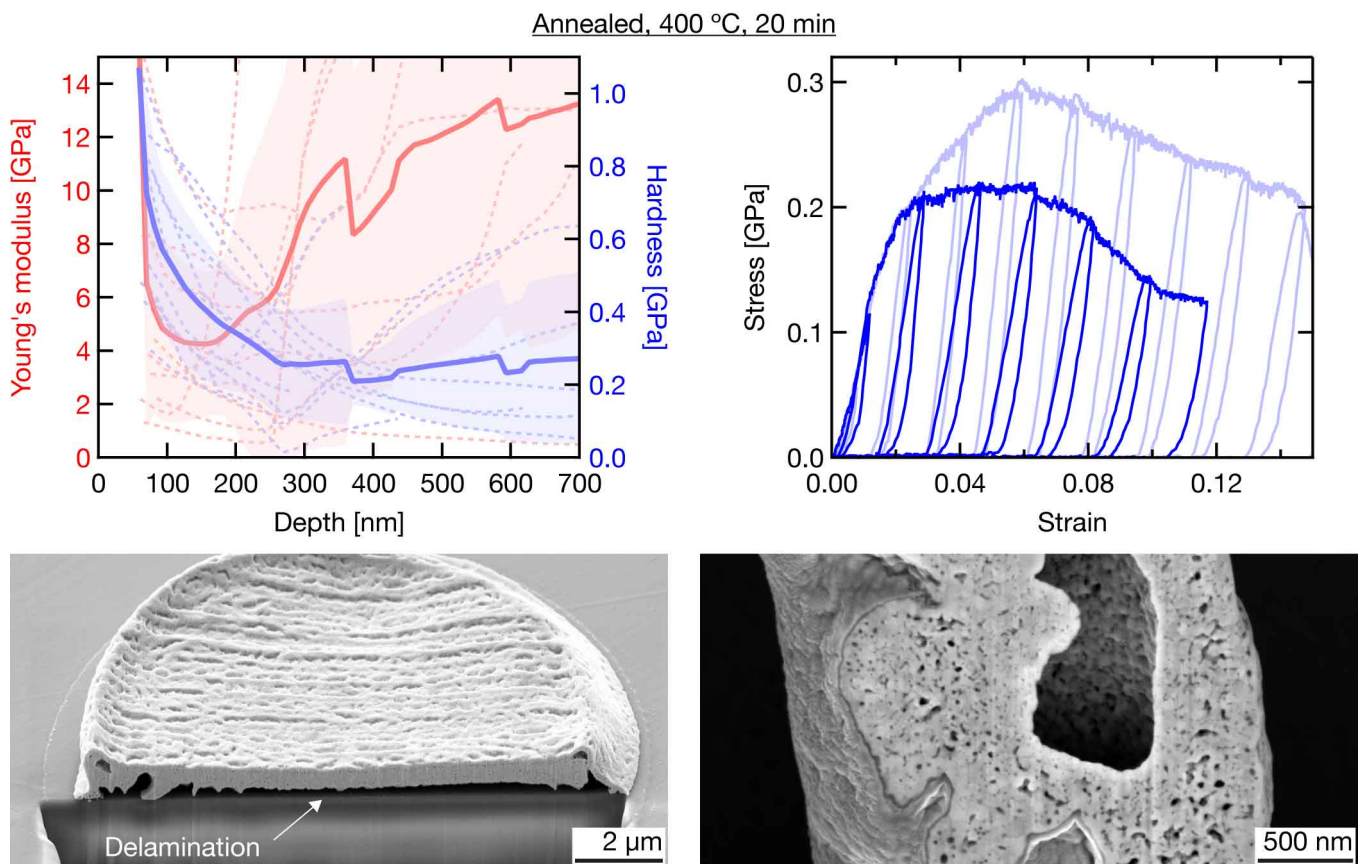 Annealed, 400 ºC, 20 min
Young's modulus [GPa]
14
12
10
8
6
4
2
0
1.0
0.8
0.6
0.4
0.2
0.0
Hardness [GPa]
0 100 200 300 400 500 600 700
Depth [nm]
Stress [GPa]
0.3
0.2
0.1
0.0
0.00 0.04 0.08 0.12
Strain
Delamination
2 µm
500 nm